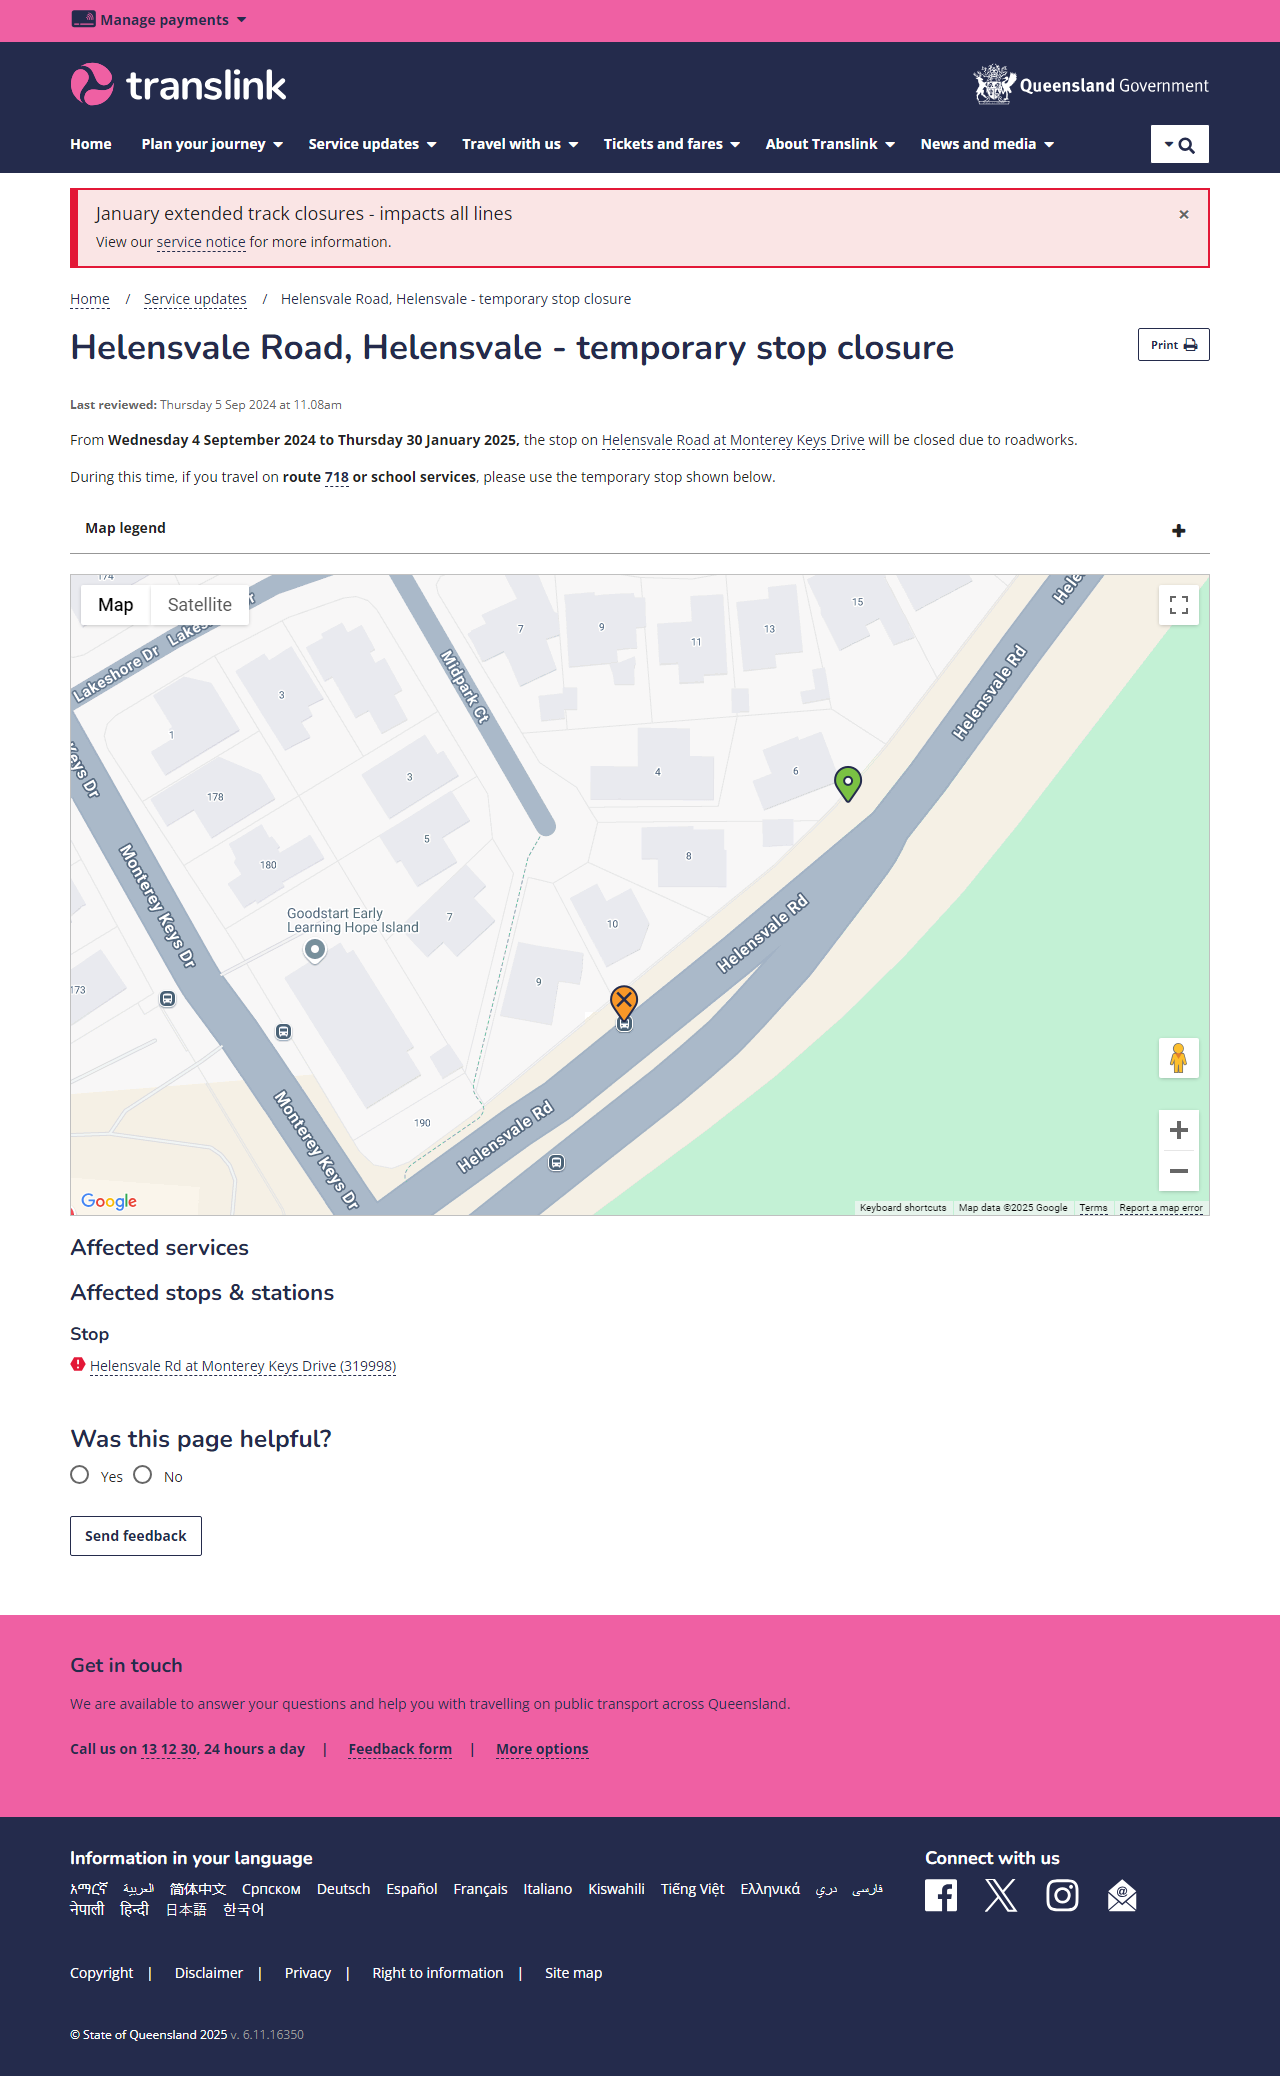 Manage payments
translink
Queensland Government
Home Plan your journey Service updates Travel with us Tickets and fares About Translink News and media
January extended track closures - impacts all lines
×
View our service notice for more information.
Home / Service updates / Helensvale Road, Helensvale - temporary stop closure
Helensvale Road, Helensvale - temporary stop closure
Print
Last reviewed: Thursday 5 Sep 2024 at 11.08am
From Wednesday 4 September 2024 to Thursday 30 January 2025, the stop on Helensvale Road at Monterey Keys Drive will be closed due to roadworks.
During this time, if you travel on route 718 or school services, please use the temporary stop shown below.
Map legend
174
Map Satellite
Lakeshore Dr
Midpark Ct
Helensvale Rd
7
9
11
13
15
3
1
178
3
4
6
5
180
8
7
10
9
Keys Dr
Monterey Keys Dr
Goodstart Early
Learning Hope Island
Helensvale Rd
173
190
Monterey Keys Dr
Helensvale Rd
Google
Keyboard shortcuts Map data ©2025 Google Terms Report a map error
Affected services
Affected stops & stations
Stop
Helensvale Rd at Monterey Keys Drive (319998)
Was this page helpful?
Yes No
Send feedback
Get in touch
We are available to answer your questions and help you with travelling on public transport across Queensland.
Call us on 13 12 30, 24 hours a day | Feedback form | More options
Information in your language
አማርኛ العربية 简体中文 Српском Deutsch Español Français Italiano Kiswahili Tiếng Việt Ελληνικά دري فارسی
नेपाली हिन्दी 日本語 한국어
Connect with us
Copyright | Disclaimer | Privacy | Right to information | Site map
© State of Queensland 2025 v. 6.11.16350